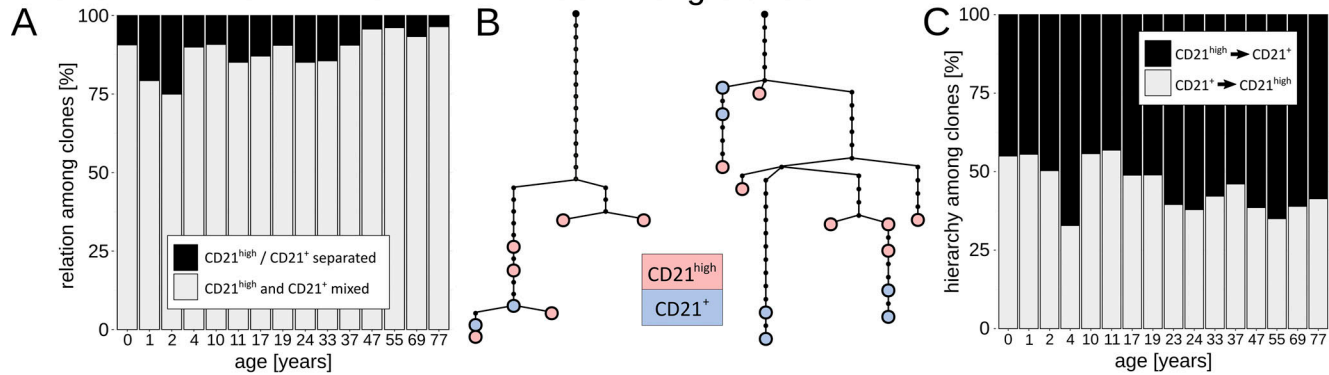 A
relation among clones [%]
100
75
50
25
0
CD21high / CD21+ separated
CD21high and CD21+ mixed
0 1 2 4 10 11 17 19 24 33 37 47 55 69 77
age [years]
B
CD21high
CD21+
C
hierarchy among clones [%]
100
75
50
25
0
CD21high → CD21+
CD21+ → CD21high
0 1 2 4 10 11 17 19 23 24 33 37 47 55 69 77
age [years]